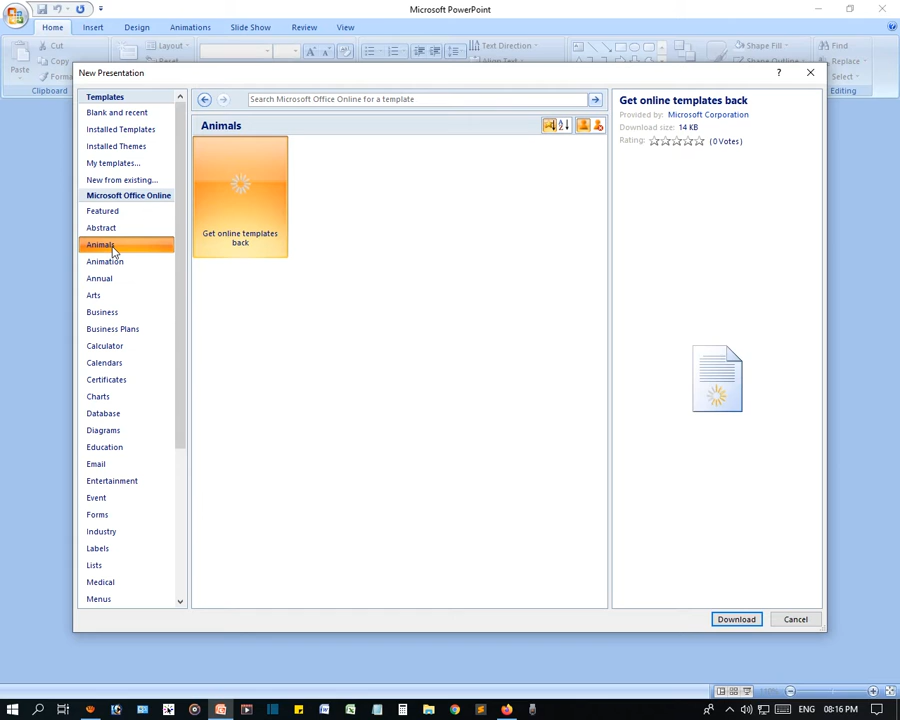 Microsoft PowerPoint
Home Insert Design Animations Slide Show Review View
Cut
Copy
Paste
Clipboard
Layout
Text Direction
Shape Fill
Find
Replace
Select
Editing
New Presentation
Templates
Blank and recent
Installed Templates
Installed Themes
My templates...
New from existing...
Microsoft Office Online
Featured
Abstract
Animals
Animation
Annual
Arts
Business
Business Plans
Calculator
Calendars
Certificates
Charts
Database
Diagrams
Education
Email
Entertainment
Event
Forms
Industry
Labels
Lists
Medical
Menus
Search Microsoft Office Online for a template
Animals
Get online templates
back
Get online templates back
Provided by: Microsoft Corporation
Download size: 14 KB
Rating: (0 Votes)
Download Cancel
ENG 08:16 PM